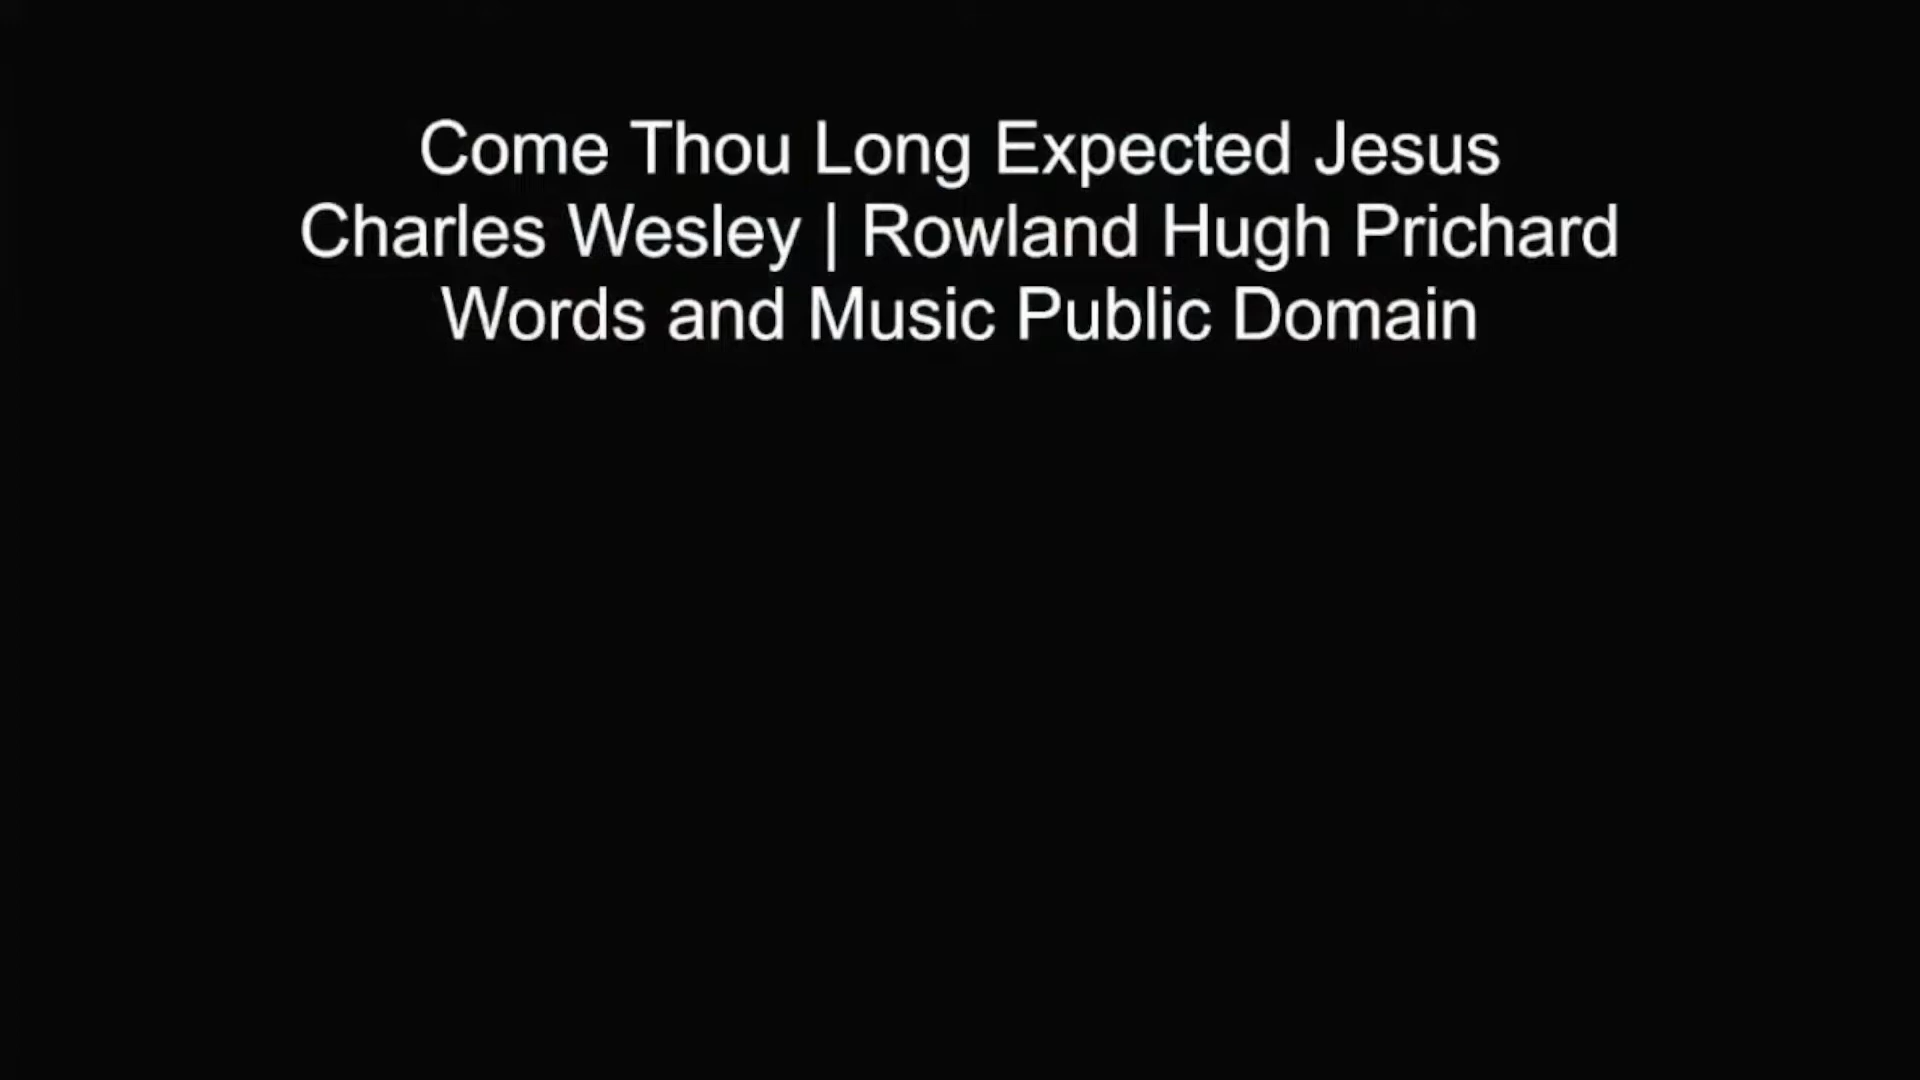 Come Thou Long Expected Jesus
Charles Wesley | Rowland Hugh Prichard
Words and Music Public Domain